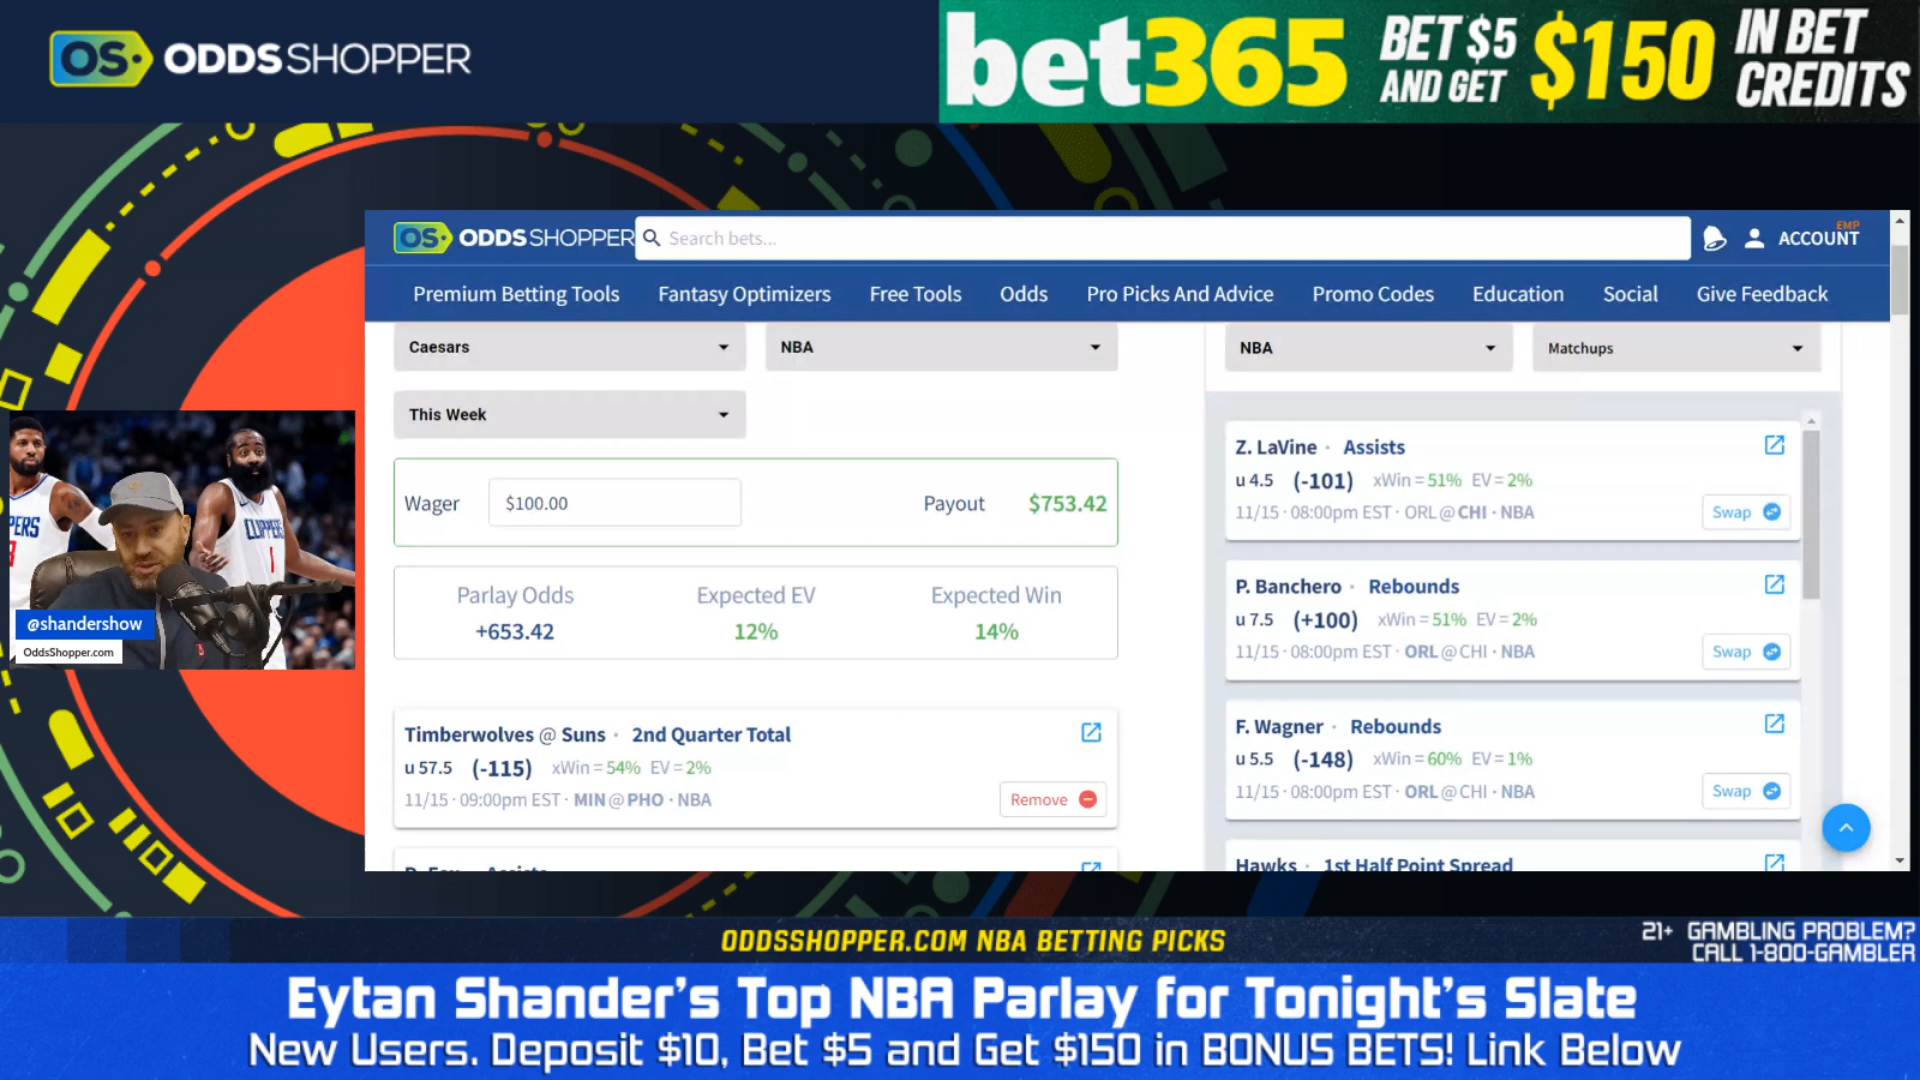 OS ODDSSHOPPER
bet365 BET $5 AND GET $150 IN BET CREDITS
OS ODDSSHOPPER
Search bets...
EMP
ACCOUNT
Premium Betting Tools Fantasy Optimizers Free Tools Odds Pro Picks And Advice Promo Codes Education Social Give Feedback
Caesars
NBA
This Week
Wager $100.00 Payout $753.42
Parlay Odds Expected EV Expected Win
+653.42 12% 14%
Timberwolves @ Suns · 2nd Quarter Total
u 57.5 (-115) xWin = 54% EV = 2%
11/15 · 09:00pm EST · MIN @ PHO · NBA
Remove
NBA
Matchups
Z. LaVine · Assists
u 4.5 (-101) xWin = 51% EV = 2%
11/15 · 08:00pm EST · ORL @ CHI · NBA
Swap
P. Banchero · Rebounds
u 7.5 (+100) xWin = 51% EV = 2%
11/15 · 08:00pm EST · ORL @ CHI · NBA
Swap
F. Wagner · Rebounds
u 5.5 (-148) xWin = 60% EV = 1%
11/15 · 08:00pm EST · ORL @ CHI · NBA
Swap
Hawks · 1st Half Point Spread
CLIPPERS
1
@shandershow
OddsShopper.com
ODDSSHOPPER.COM NBA BETTING PICKS
21+ GAMBLING PROBLEM?
CALL 1-800-GAMBLER
Eytan Shander's Top NBA Parlay for Tonight's Slate
New Users. Deposit $10, Bet $5 and Get $150 in BONUS BETS! Link Below